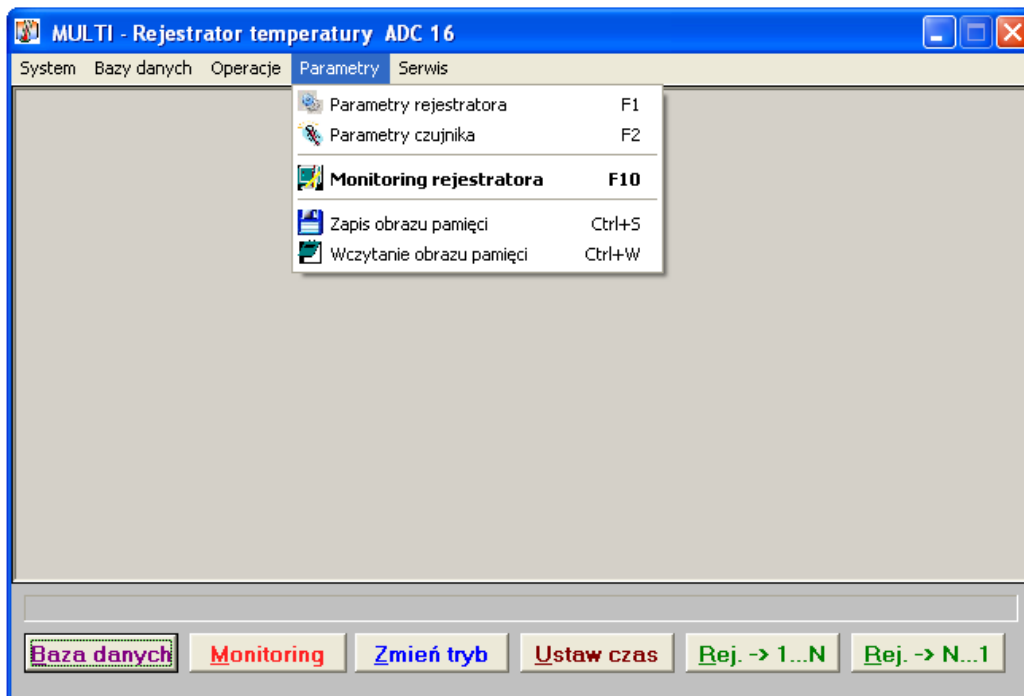 MULTI - Rejestrator temperatury ADC 16
System Bazy danych Operacje Parametry Serwis
Parametry rejestratora F1
Parametry czujnika F2
Monitoring rejestratora F10
Zapis obrazu pamięci Ctrl+S
Wczytanie obrazu pamięci Ctrl+W
Baza danych Monitoring Zmień tryb Ustaw czas Rej. -> 1...N Rej. -> N...1